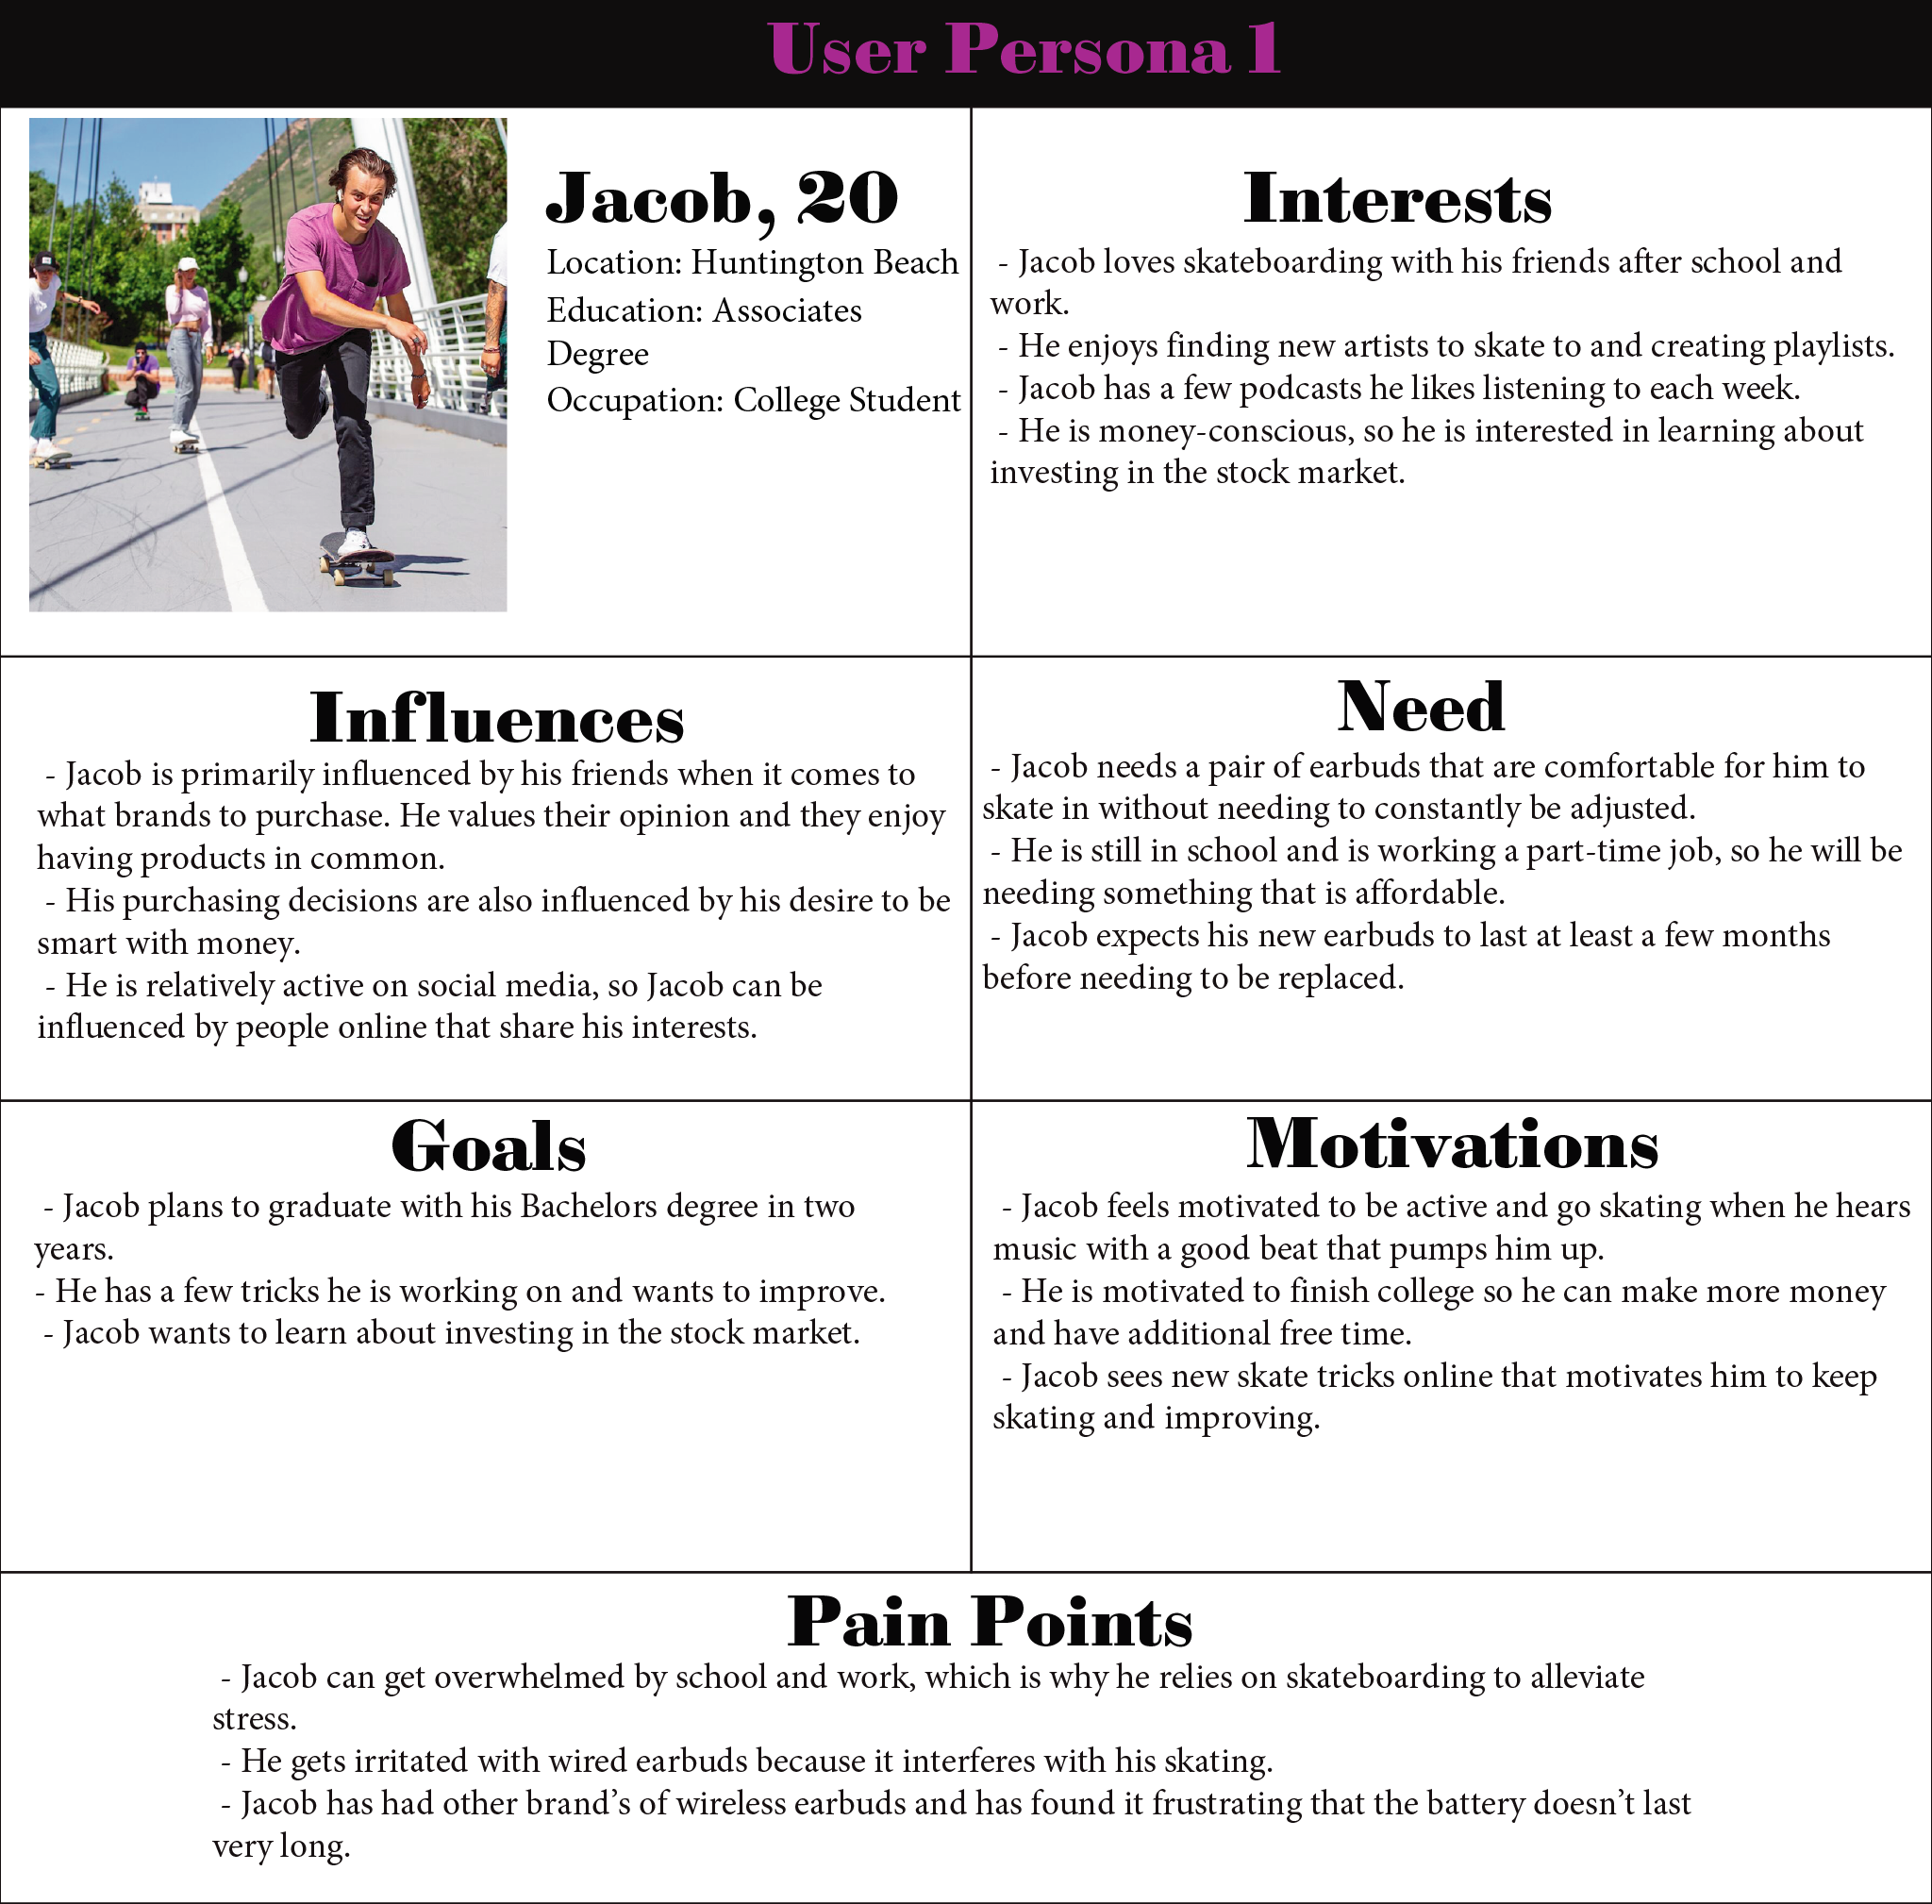 User Persona 1
Jacob, 20
Location: Huntington Beach
Education: Associates
Degree
Occupation: College Student
Interests
- Jacob loves skateboarding with his friends after school and
work.
- He enjoys finding new artists to skate to and creating playlists.
- Jacob has a few podcasts he likes listening to each week.
- He is money-conscious, so he is interested in learning about
investing in the stock market.
Influences
- Jacob is primarily influenced by his friends when it comes to
what brands to purchase. He values their opinion and they enjoy
having products in common.
- His purchasing decisions are also influenced by his desire to be
smart with money.
- He is relatively active on social media, so Jacob can be
influenced by people online that share his interests.
Need
- Jacob needs a pair of earbuds that are comfortable for him to
skate in without needing to constantly be adjusted.
- He is still in school and is working a part-time job, so he will be
needing something that is affordable.
- Jacob expects his new earbuds to last at least a few months
before needing to be replaced.
Goals
- Jacob plans to graduate with his Bachelors degree in two
years.
- He has a few tricks he is working on and wants to improve.
- Jacob wants to learn about investing in the stock market.
Motivations
- Jacob feels motivated to be active and go skating when he hears
music with a good beat that pumps him up.
- He is motivated to finish college so he can make more money
and have additional free time.
- Jacob sees new skate tricks online that motivates him to keep
skating and improving.
Pain Points
- Jacob can get overwhelmed by school and work, which is why he relies on skateboarding to alleviate
stress.
- He gets irritated with wired earbuds because it interferes with his skating.
- Jacob has had other brand’s of wireless earbuds and has found it frustrating that the battery doesn’t last
very long.